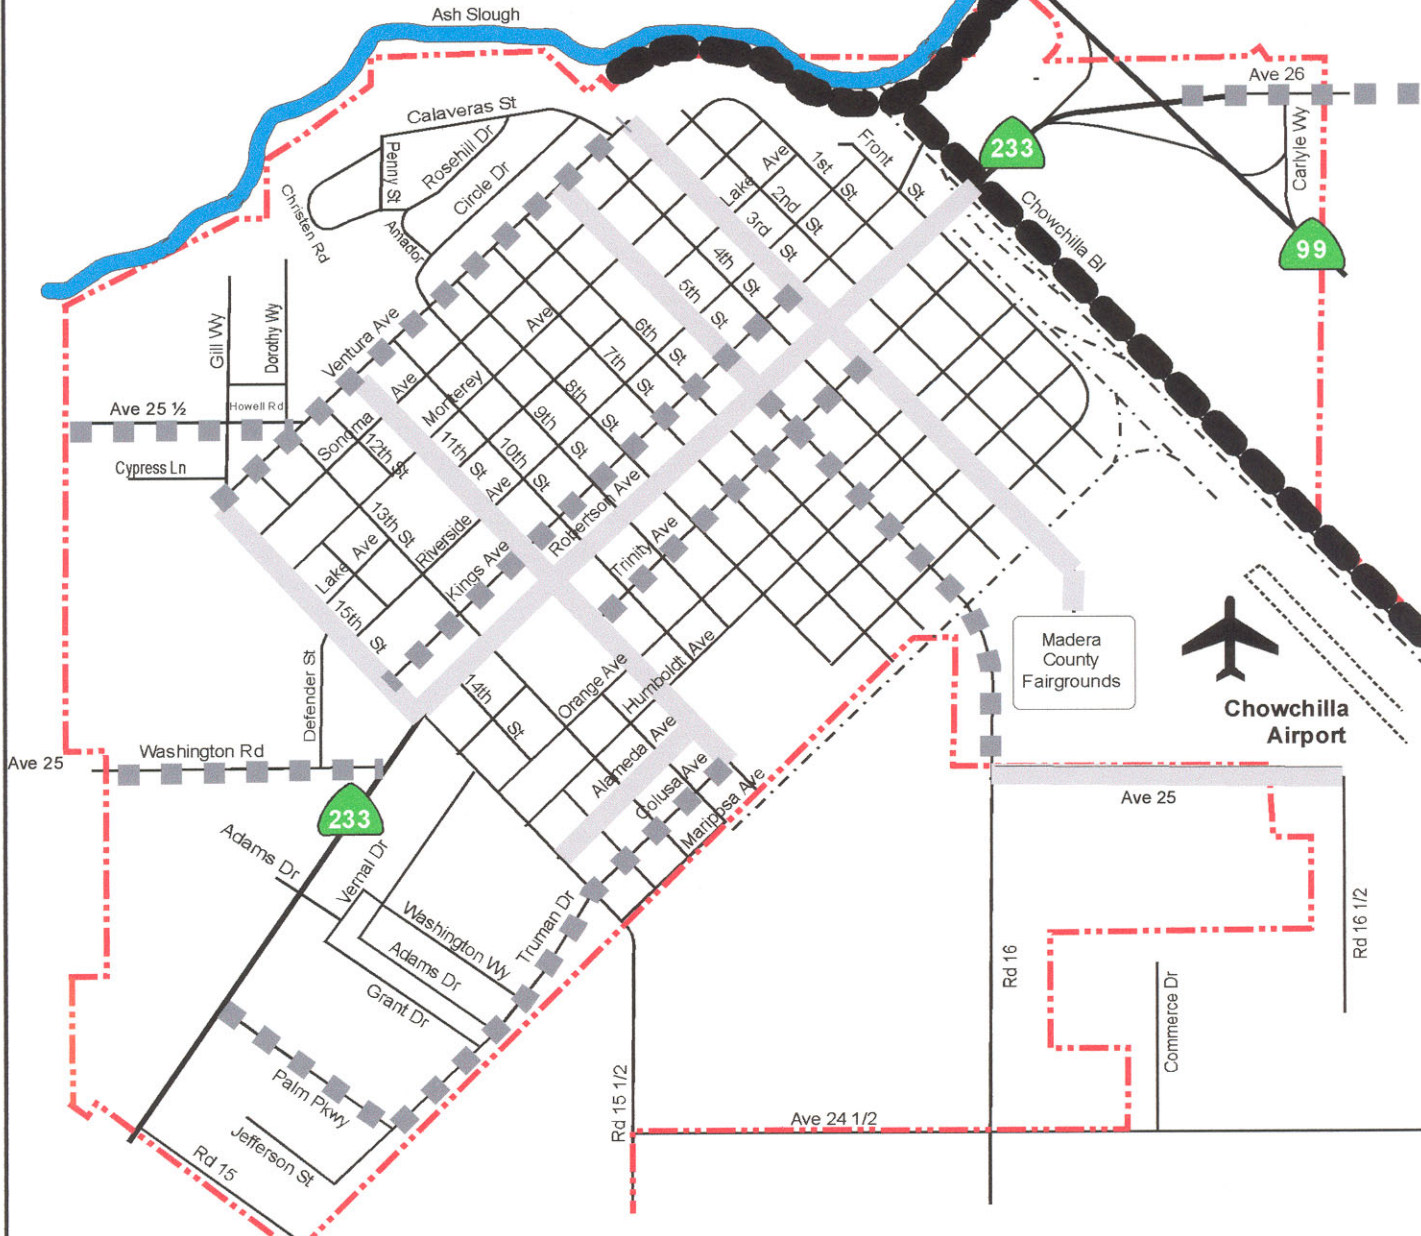 Ash Slough
Ave 26
Calaveras St
Rosehill Dr
Penny St
Circle Dr
Christen Rd
Amador
Front
St
233
Carlyle Wy
Lake
Ave
1st
St
2nd
St
3rd
St
4th
St
5th
St
Chowchilla Bl
99
Gill Wy
Dorothy Wy
Ventura Ave
Ave
6th
St
7th
St
8th
St
9th
St
10th
St
11th
St
12th
St
13th St
Howell Rd
Ave 25 ½
Cypress Ln
Sonoma
Ave
Monterey
Riverside
Ave
Lake
Ave
Kings Ave
Robertson Ave
Trinity Ave
15th
St
14th
St
Defender St
Orange Ave
Humboldt Ave
Alameda Ave
Colusa Ave
Mariposa Ave
Madera
County
Fairgrounds
Chowchilla
Airport
Ave 25
Washington Rd
Ave 25
233
Adams Dr
Vernal Dr
Washington Wy
Adams Dr
Grant Dr
Truman Dr
Palm Pkwy
Jefferson St
Rd 15
Rd 15 1/2
Ave 24 1/2
Rd 16
Commerce Dr
Rd 16 1/2